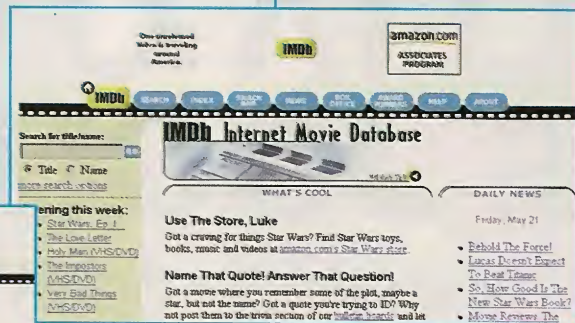 One unreleased
Volvo is traveling
around
America.
IMDb
amazon.com
ASSOCIATES
PROGRAM
IMDb
SEARCH
INDEX
SNACK
BAR
NEWS
BOX
OFFICE
AWARD
HELP
ABOUT
Search for title/name:
Title Name
more search options
IMDb Internet Movie Database
WHAT'S COOL
DAILY NEWS
ening this week:
Star Wars: Ep. I
The Love Letter
Holy Man (VHS/DVD)
The Impostors
(VHS/DVD)
Very Bad Things
(VHS/DVD)
Use The Store, Luke
Got a craving for things Star Wars? Find Star Wars toys,
books, music and videos at amazon.com's Star Wars store.
Name That Quote! Answer That Question!
Got a movie where you remember some of the plot, maybe a
star, but not the name? Got a quote you're trying to ID? Why
not post them to the trivia section of our bulletin boards and let
Friday, May 21
Behold The Force!
Lucas Doesn't Expect
To Beat Titanic
So, How Good Is The
New Star Wars Book?
Movie Reviews: The